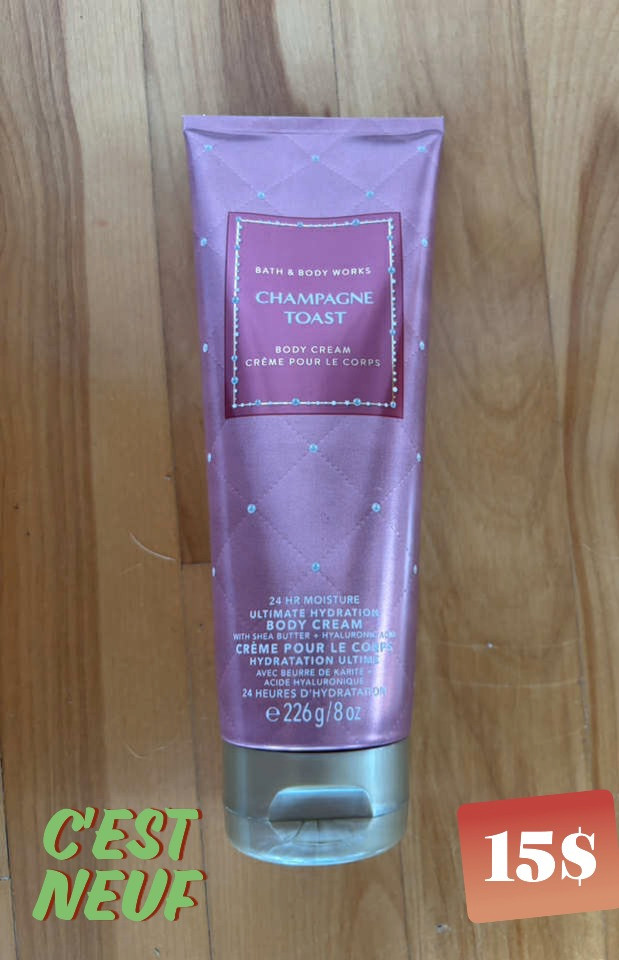 BATH & BODY WORKS
CHAMPAGNE
TOAST
BODY CREAM
CRÈME POUR LE CORPS
24 HR MOISTURE
ULTIMATE HYDRATION
BODY CREAM
WITH SHEA BUTTER + HYALURONIC ACID
CRÈME POUR LE CORPS
HYDRATATION ULTIME
AVEC BEURRE DE KARITÉ +
ACIDE HYALURONIQUE
24 HEURES D'HYDRATATION
e 226 g/8 oz
C'EST
NEUF
15$